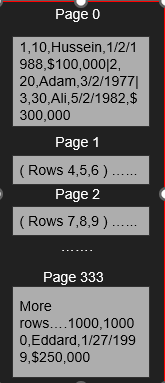 Page 0
1,10,Hussein,1/2/1
988,$100,000|2,
20,Adam,3/2/1977|
3,30,Ali,5/2/1982,$
300,000
Page 1
( Rows 4,5,6 ) …...
Page 2
( Rows 7,8,9 ) …...
…….
Page 333
More
rows….1000,1000
0,Eddard,1/27/199
9,$250,000